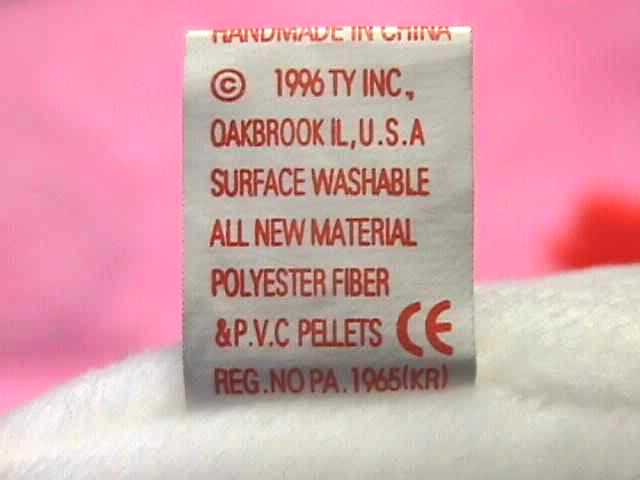 HANDMADE IN CHINA
© 1996 TY INC.,
OAKBROOK IL, U.S.A
SURFACE WASHABLE
ALL NEW MATERIAL
POLYESTER FIBER
&P.V.C PELLETS CE
REG.NO PA.1965(KR)